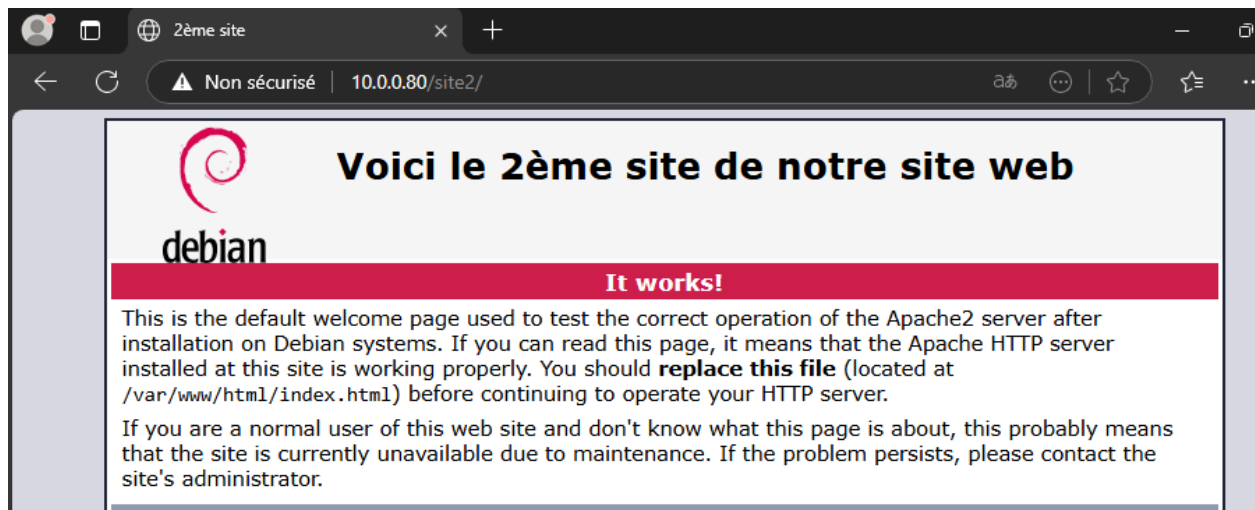 2ème site
Non sécurisé | 10.0.0.80/site2/
aあ
Voici le 2ème site de notre site web
debian
It works!
This is the default welcome page used to test the correct operation of the Apache2 server after
installation on Debian systems. If you can read this page, it means that the Apache HTTP server
installed at this site is working properly. You should replace this file (located at
/var/www/html/index.html) before continuing to operate your HTTP server.
If you are a normal user of this web site and don't know what this page is about, this probably means
that the site is currently unavailable due to maintenance. If the problem persists, please contact the
site's administrator.